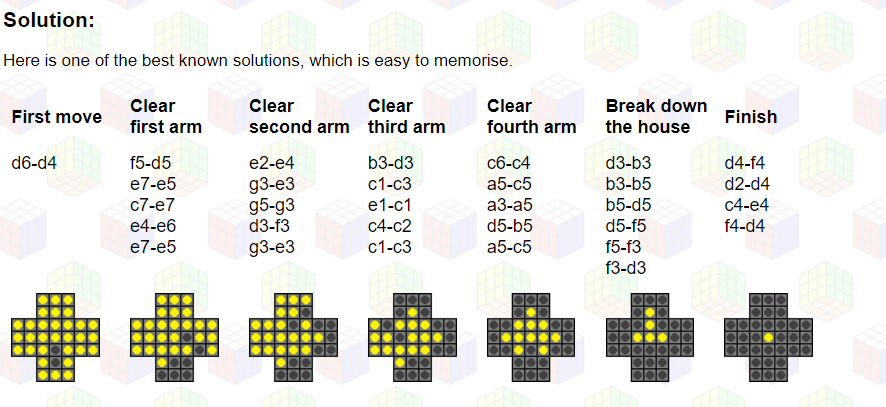 Solution:
Here is one of the best known solutions, which is easy to memorise.
First move
Clear
first arm
Clear
second arm
Clear
third arm
Clear
fourth arm
Break down
the house
Finish
d6-d4
f5-d5
e7-e5
c7-e7
e4-e6
e7-e5
e2-e4
g3-e3
g5-g3
d3-f3
g3-e3
b3-d3
c1-c3
e1-c1
c4-c2
c1-c3
c6-c4
a5-c5
a3-a5
d5-b5
a5-c5
d3-b3
b3-b5
b5-d5
d5-f5
f5-f3
f3-d3
d4-f4
d2-d4
c4-e4
f4-d4